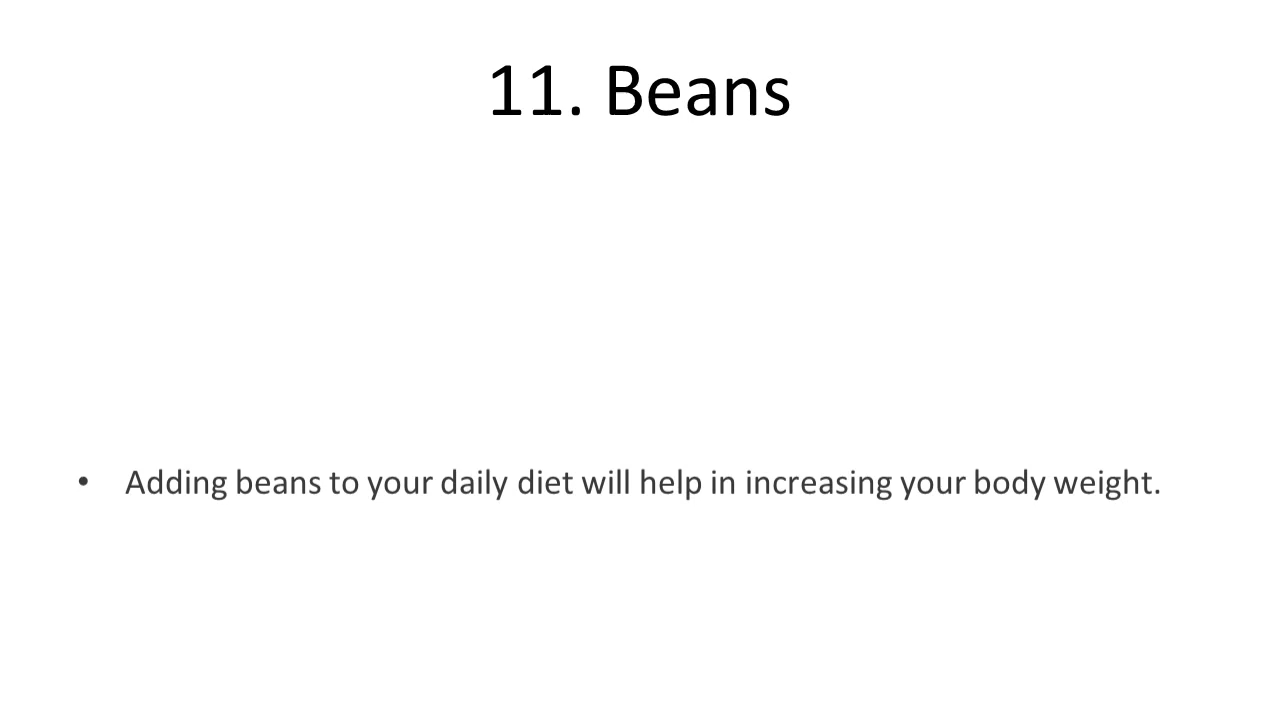 11. Beans
• Adding beans to your daily diet will help in increasing your body weight.